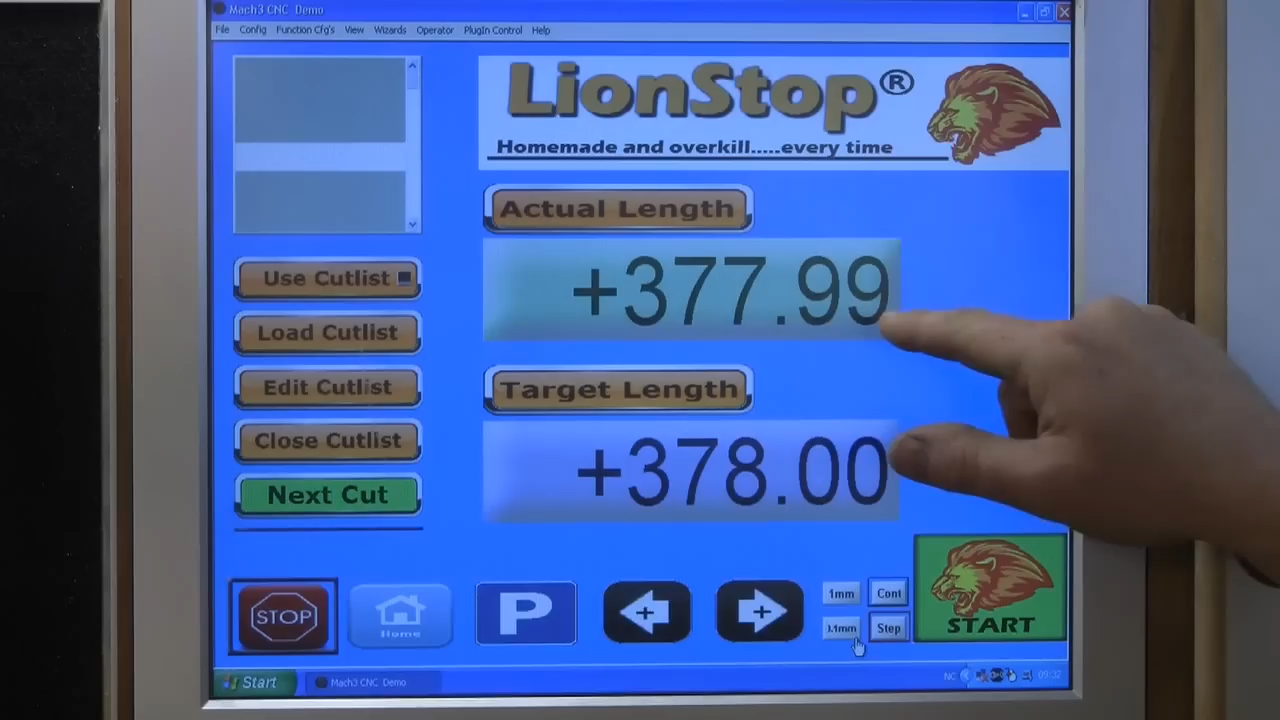 Mach3 CNC Demo
File Config Function Cfg's View Wizards Operator PlugIn Control Help
LionStop®
Homemade and overkill.....every time
Actual Length
+377.99
Use Cutlist
Load Cutlist
Target Length
Edit Cutlist
Close Cutlist
+378.00
Next Cut
STOP
Home
P
1mm
Cont
Step
START
Start
Mach3 CNC Demo
09:32